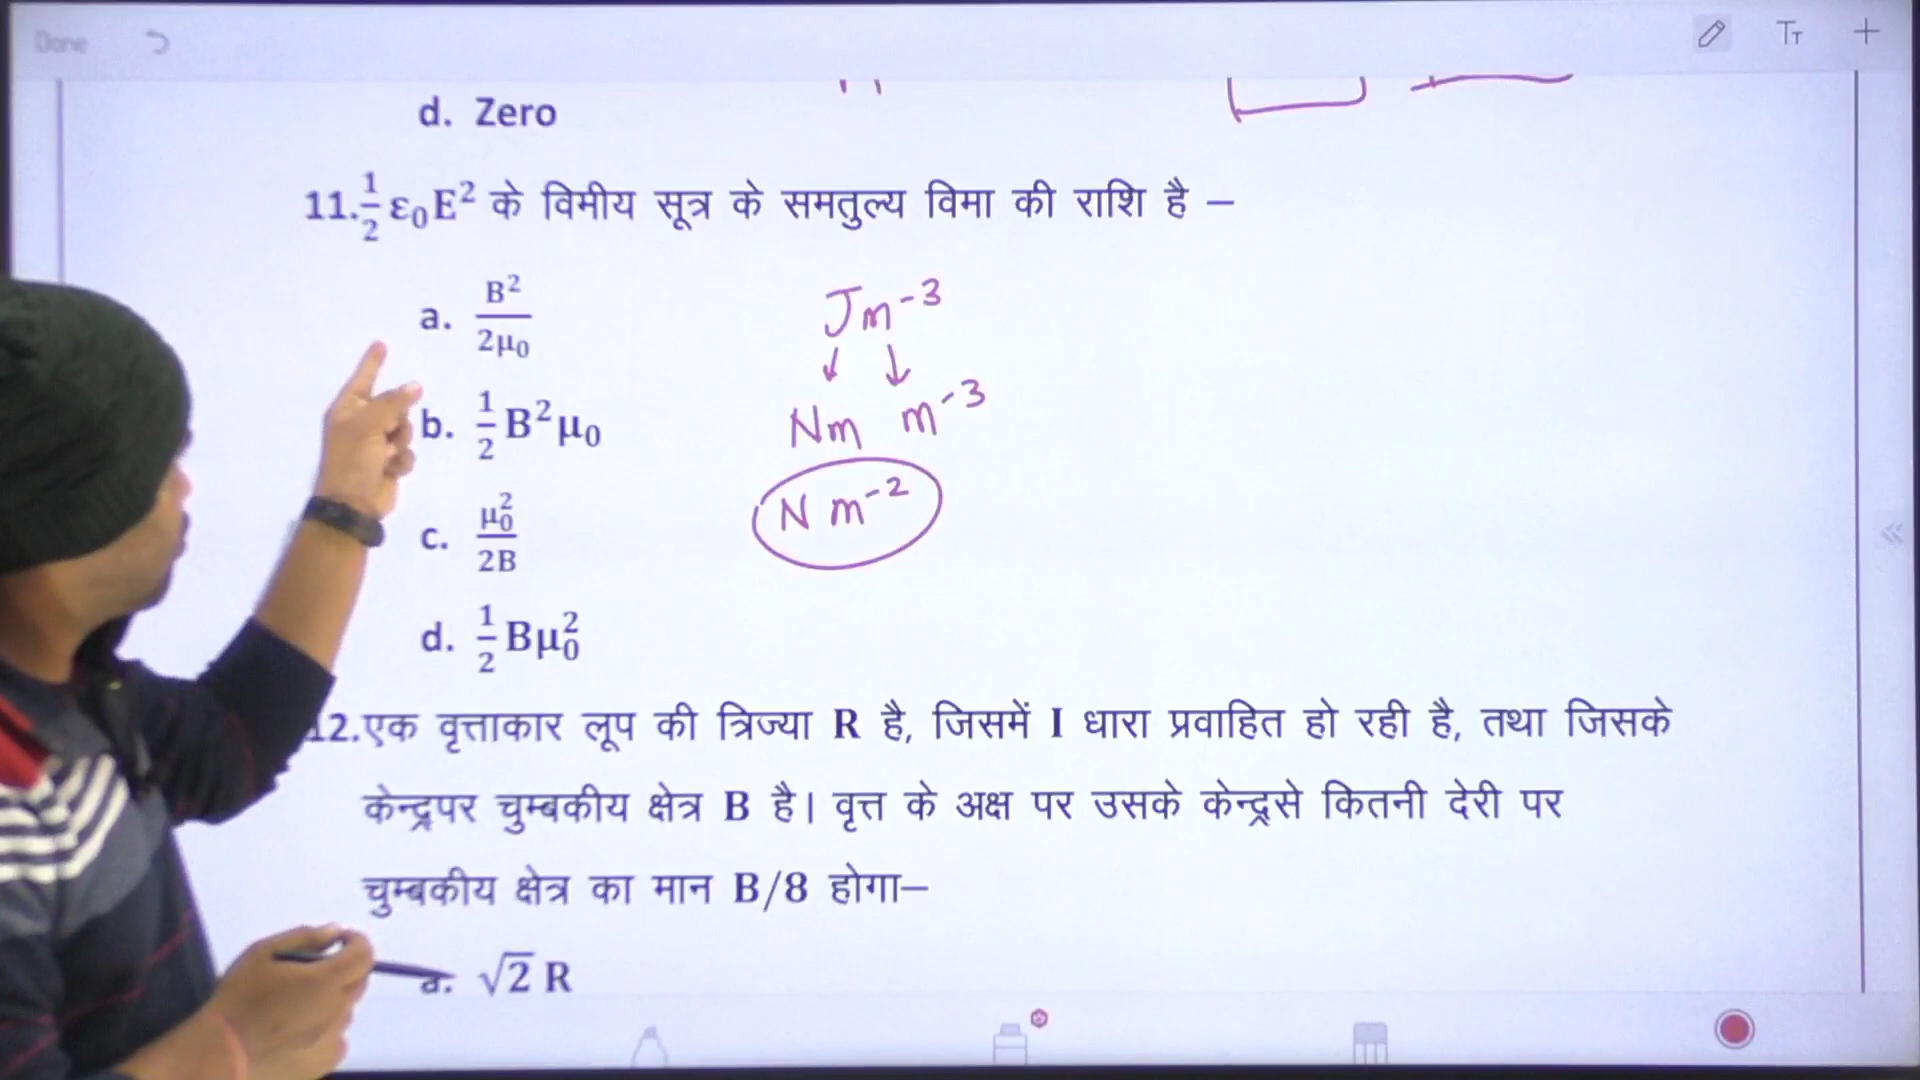 Done
TT
d. Zero
11. 1/2 ε₀E² के विमीय सूत्र के समतुल्य विमा की राशि है –
a. B²/2μ₀
b. 1/2 B²μ₀
c. μ₀²/2B
d. 1/2 Bμ₀²
Jm⁻³
Nm m⁻³
N m⁻²
12.एक वृत्ताकार लूप की त्रिज्या R है, जिसमें I धारा प्रवाहित हो रही है, तथा जिसके
केन्द्रपर चुम्बकीय क्षेत्र B है। वृत्त के अक्ष पर उसके केन्द्रसे कितनी देरी पर
चुम्बकीय क्षेत्र का मान B/8 होगा–
a. √2 R